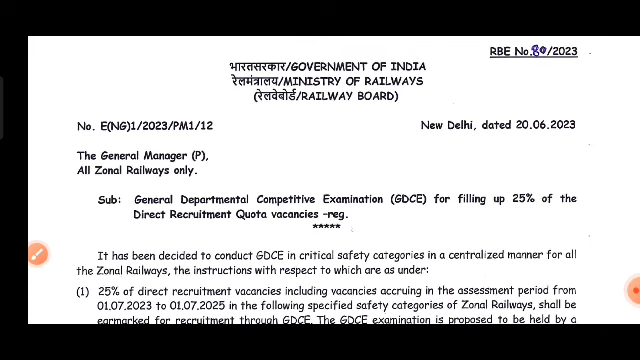 RBE No.80/2023
भारतसरकार/GOVERNMENT OF INDIA
रेलमंत्रालय/MINISTRY OF RAILWAYS
(रेलवेबोर्ड/RAILWAY BOARD)
No. E(NG)1/2023/PM1/12
New Delhi, dated 20.06.2023
The General Manager (P),
All Zonal Railways only.
Sub: General Departmental Competitive Examination (GDCE) for filling up 25% of the
Direct Recruitment Quota vacancies –reg.
*****
It has been decided to conduct GDCE in critical safety categories in a centralized manner for all
the Zonal Railways, the instructions with respect to which are as under:
(1) 25% of direct recruitment vacancies including vacancies accruing in the assessment period from
01.07.2023 to 01.07.2025 in the following specified safety categories of Zonal Railways, shall be
earmarked for recruitment through GDCE. The GDCE examination is proposed to be held by a